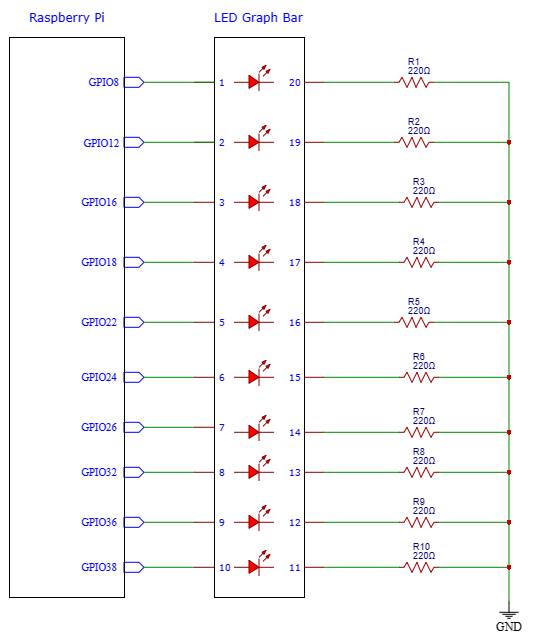 Raspberry Pi
LED Graph Bar
GPIO8 1 20 R1 220Ω
GPIO12 2 19 R2 220Ω
GPIO16 3 18 R3 220Ω
GPIO18 4 17 R4 220Ω
GPIO22 5 16 R5 220Ω
GPIO24 6 15 R6 220Ω
GPIO26 7 14 R7 220Ω
GPIO32 8 13 R8 220Ω
GPIO36 9 12 R9 220Ω
GPIO38 10 11 R10 220Ω
GND